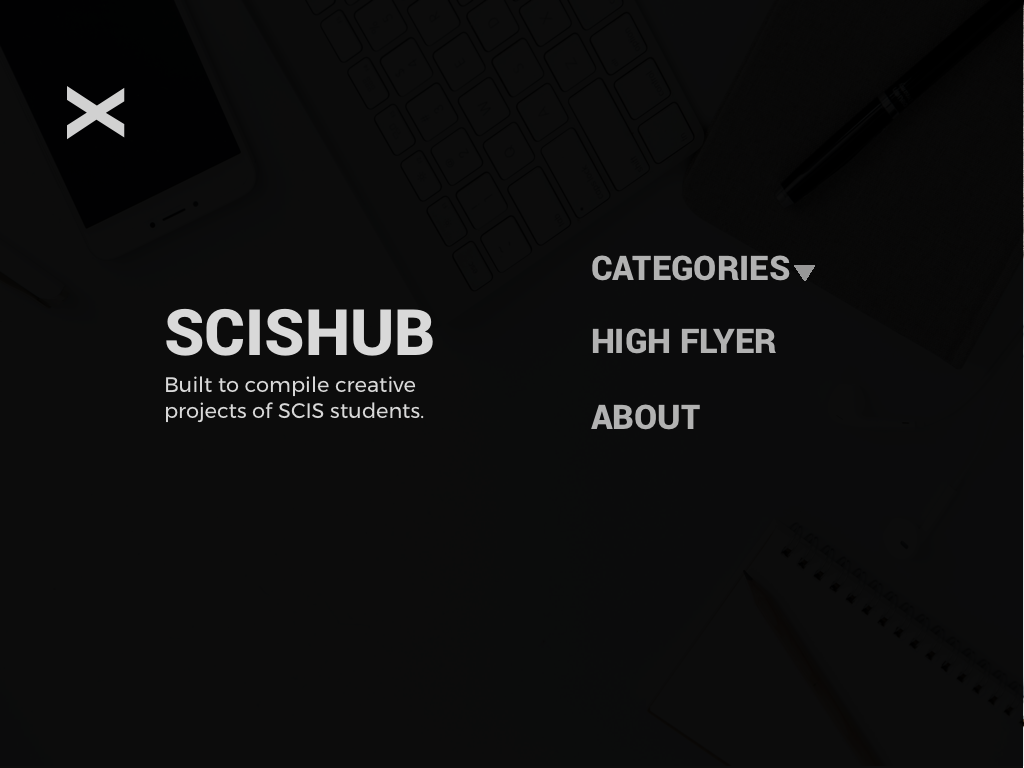 SCISHUB
Built to compile creative
projects of SCIS students.
CATEGORIES
HIGH FLYER
ABOUT